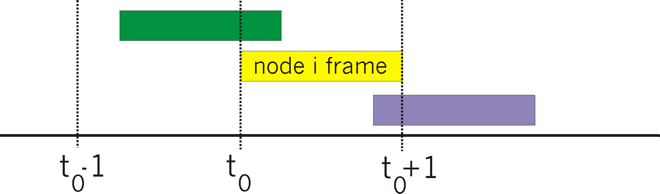 node i frame
t₀-1 t₀ t₀+1